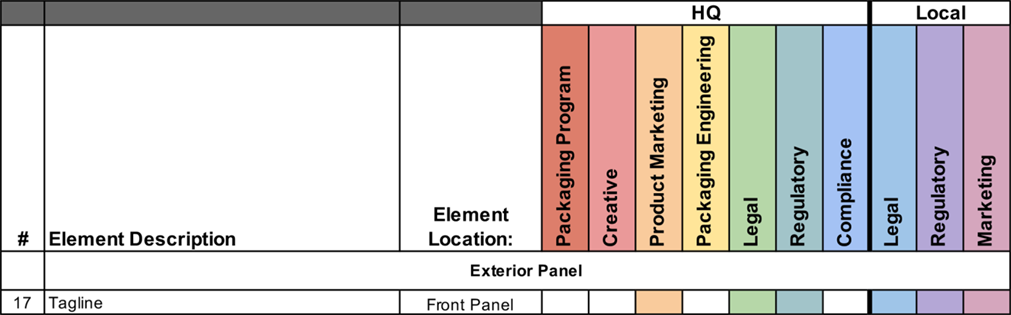 HQ
Local
#
Element Description
Element
Location:
Packaging Program
Creative
Product Marketing
Packaging Engineering
Legal
Regulatory
Compliance
Legal
Regulatory
Marketing
Exterior Panel
17 Tagline Front Panel